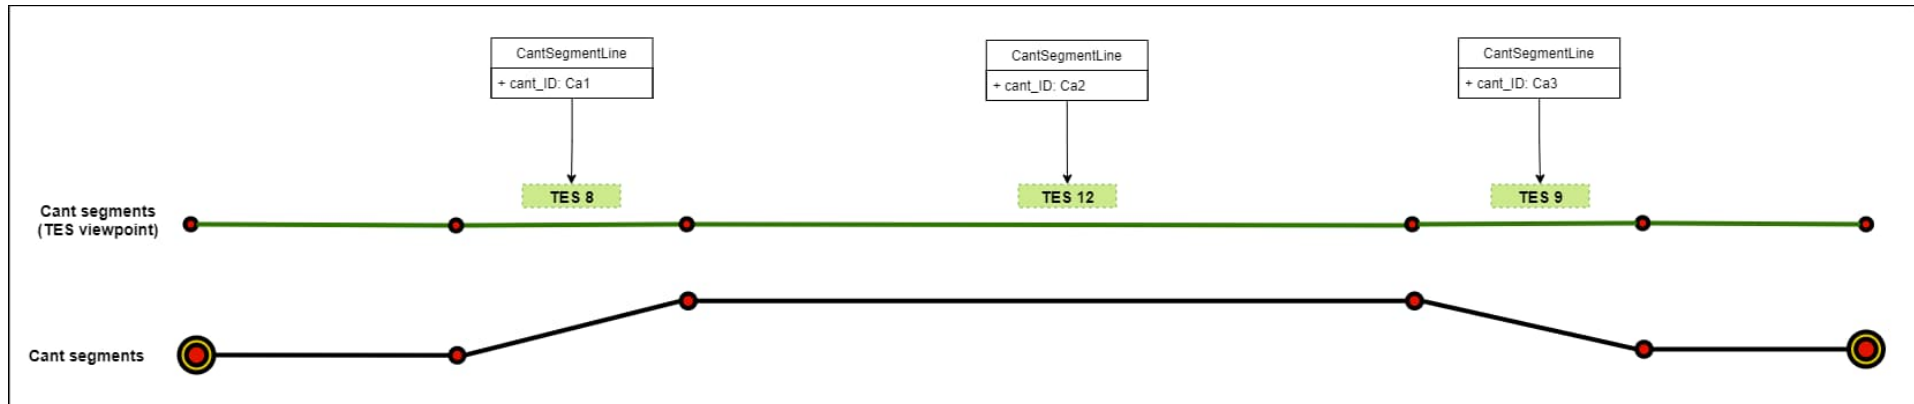 CantSegmentLine
+ cant_ID: Ca1
CantSegmentLine
+ cant_ID: Ca2
CantSegmentLine
+ cant_ID: Ca3
TES 8
TES 12
TES 9
Cant segments
(TES viewpoint)
Cant segments